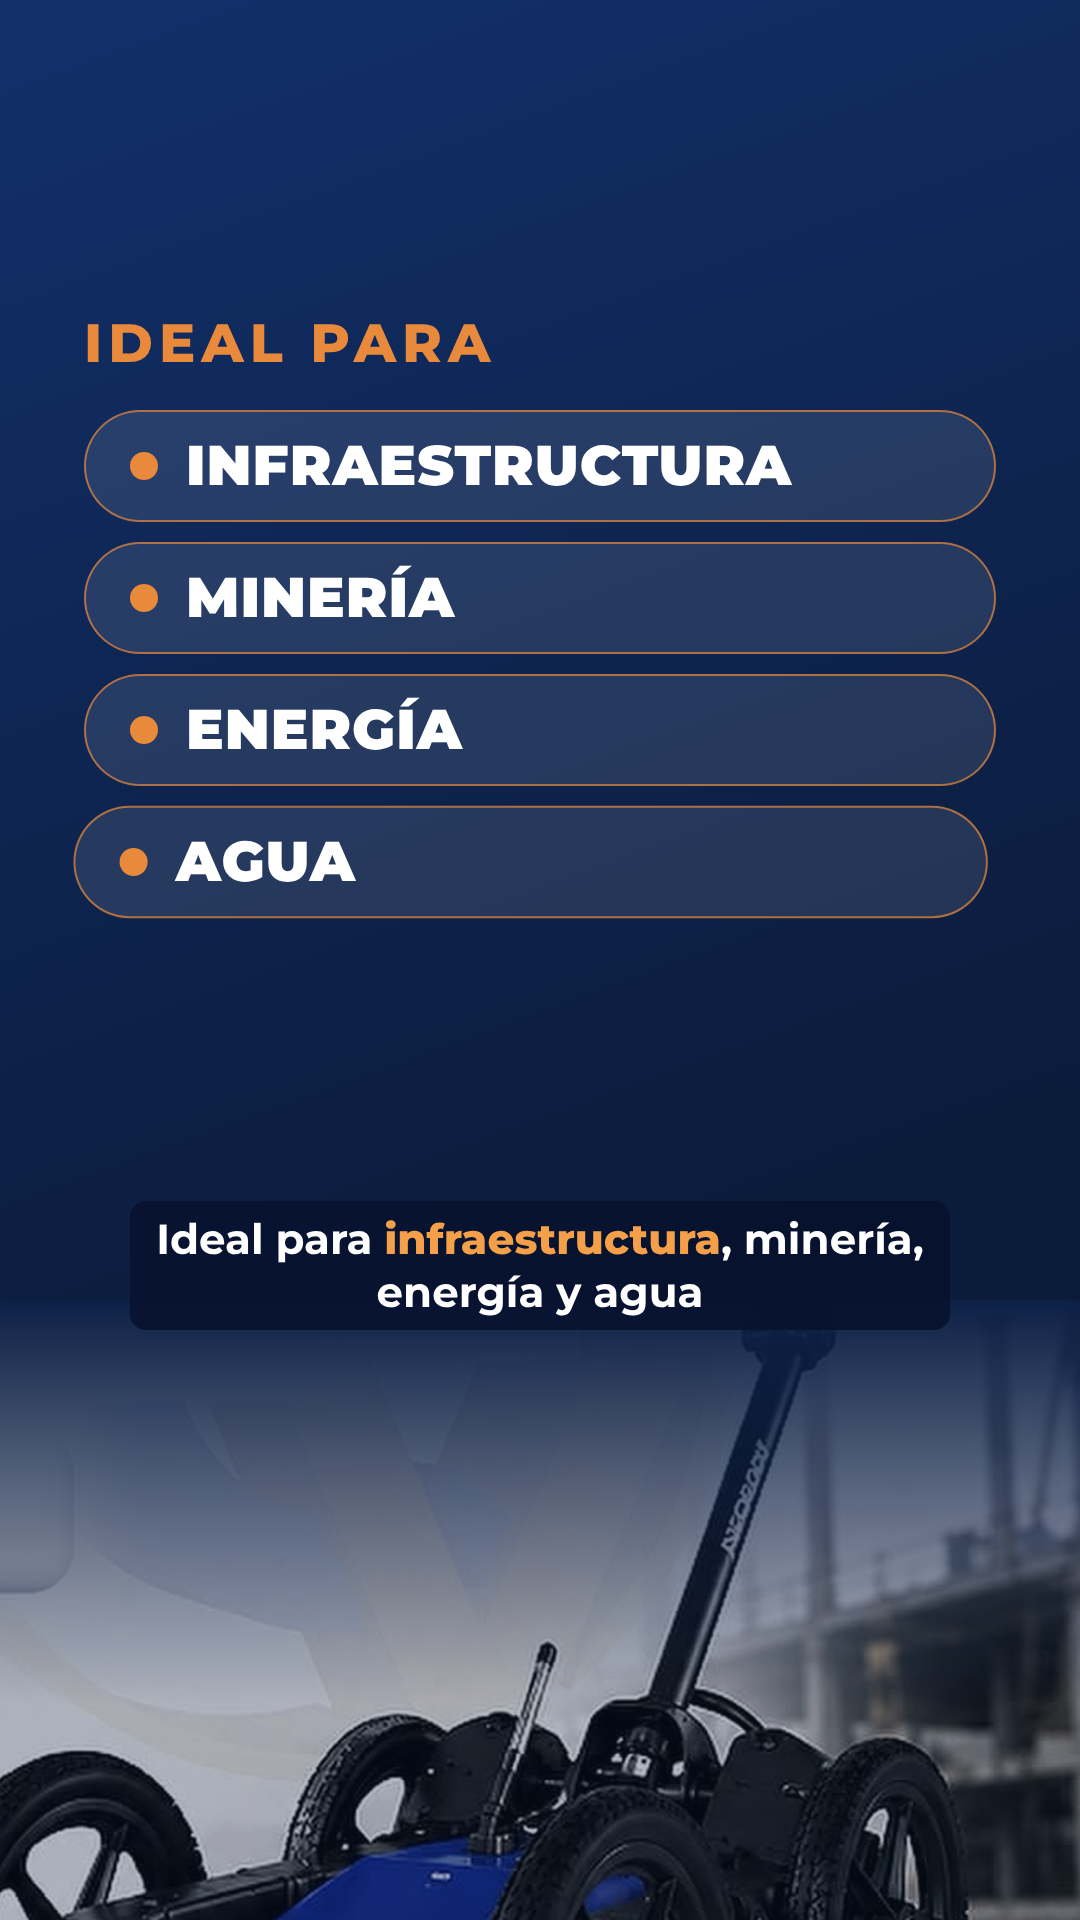 IDEAL PARA
INFRAESTRUCTURA
MINERÍA
ENERGÍA
AGUA
Ideal para infraestructura, minería,
energía y agua